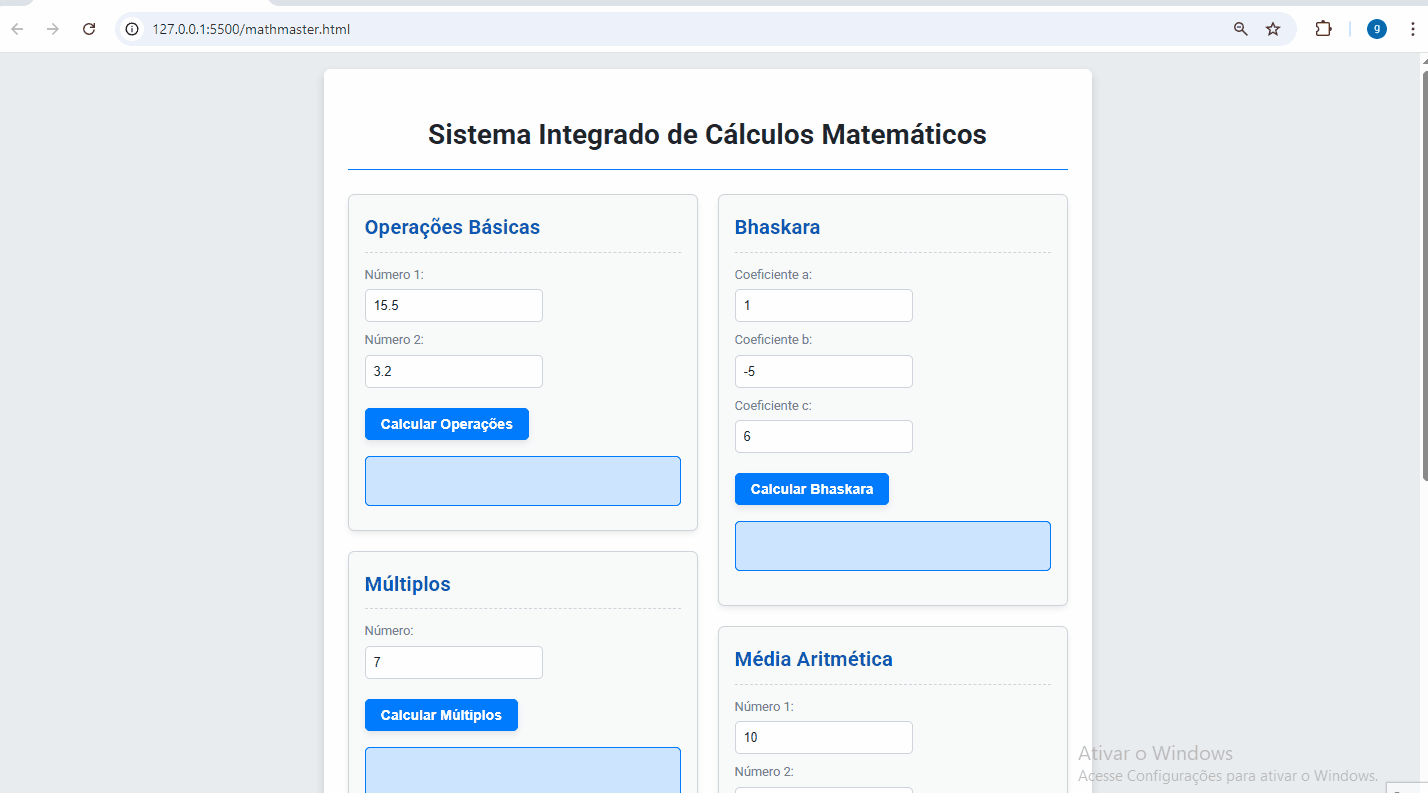 127.0.0.1:5500/mathmaster.html
g
Sistema Integrado de Cálculos Matemáticos
Operações Básicas
Número 1:
15.5
Número 2:
3.2
Calcular Operações
Múltiplos
Número:
7
Calcular Múltiplos
Bhaskara
Coeficiente a:
1
Coeficiente b:
-5
Coeficiente c:
6
Calcular Bhaskara
Média Aritmética
Número 1:
10
Número 2:
Ativar o Windows
Acesse Configurações para ativar o Windows.